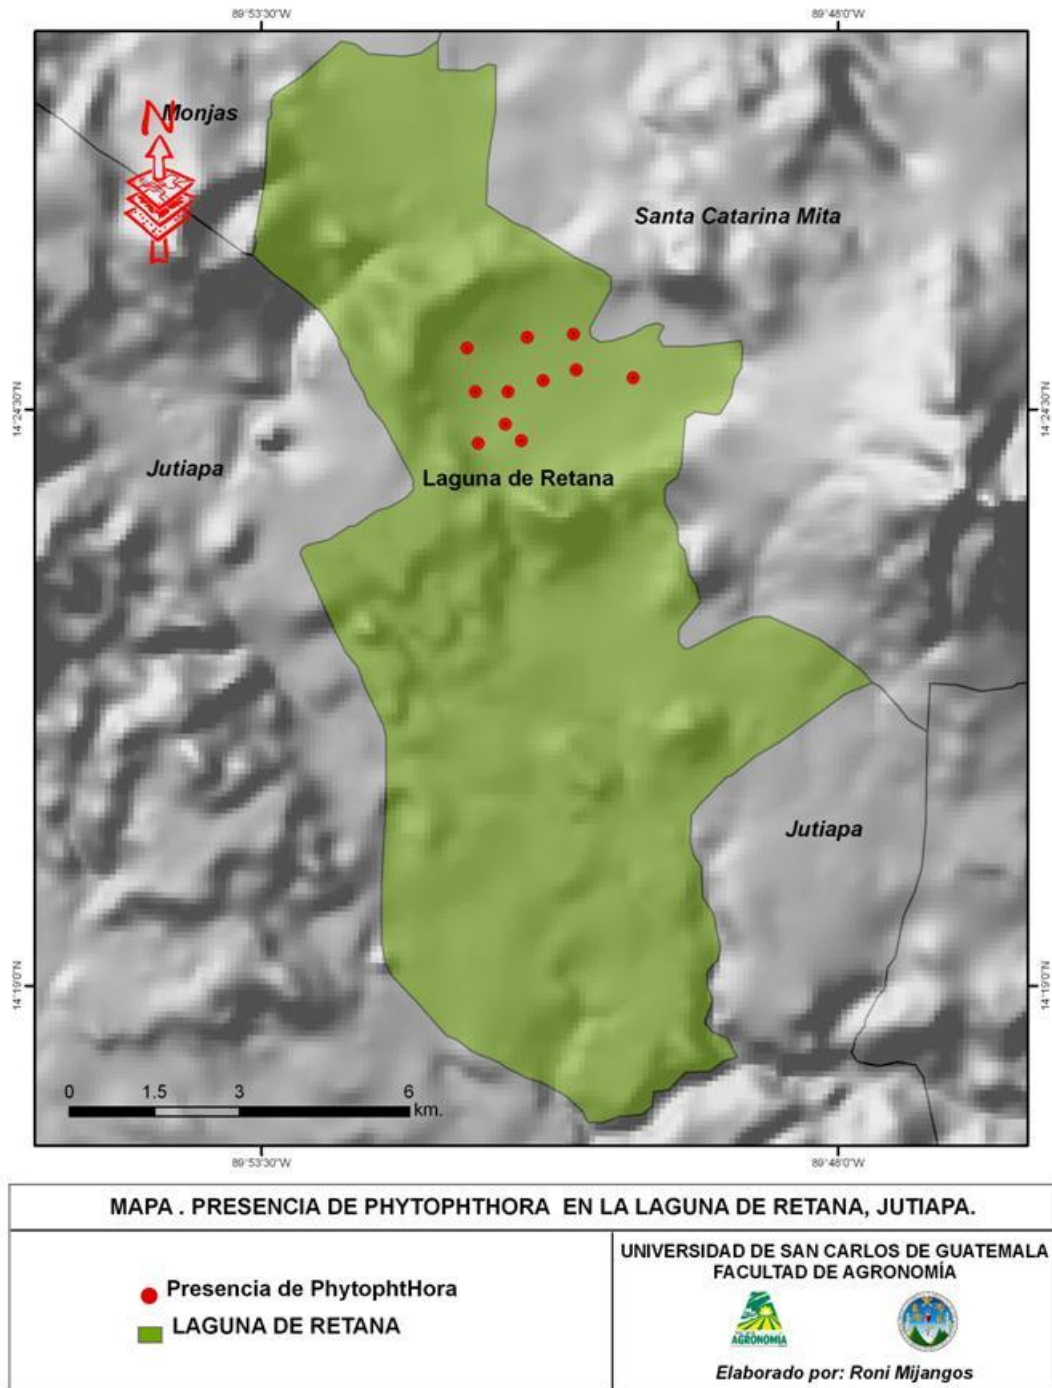 89°53'30"W
89°48'0"W
N
Monjas
Santa Catarina Mita
14°24'30"N
14°24'30"N
Jutiapa
Laguna de Retana
Jutiapa
14°19'0"N
14°19'0"N
0 1.5 3 6
km.
89°53'30"W
89°48'0"W
MAPA . PRESENCIA DE PHYTOPHTHORA EN LA LAGUNA DE RETANA, JUTIAPA.
Presencia de PhytophtHora
LAGUNA DE RETANA
UNIVERSIDAD DE SAN CARLOS DE GUATEMALA
FACULTAD DE AGRONOMÍA
AGRONOMIA
Elaborado por: Roni Mijangos